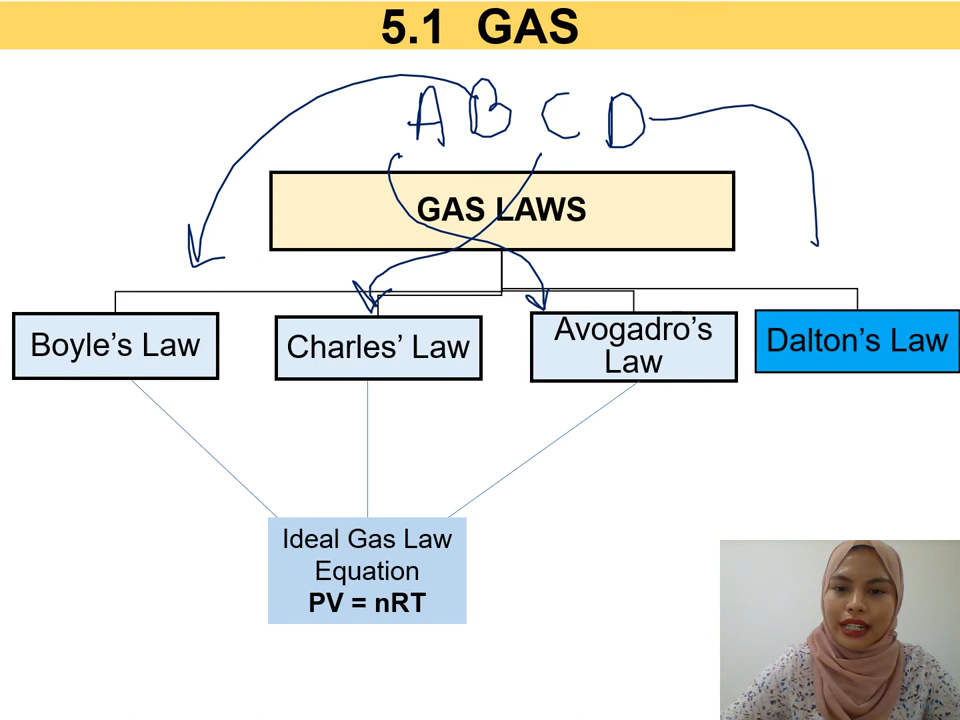 5.1 GAS
A B C D
GAS LAWS
Boyle’s Law
Charles’ Law
Avogadro’s
Law
Dalton’s Law
Ideal Gas Law
Equation
PV = nRT